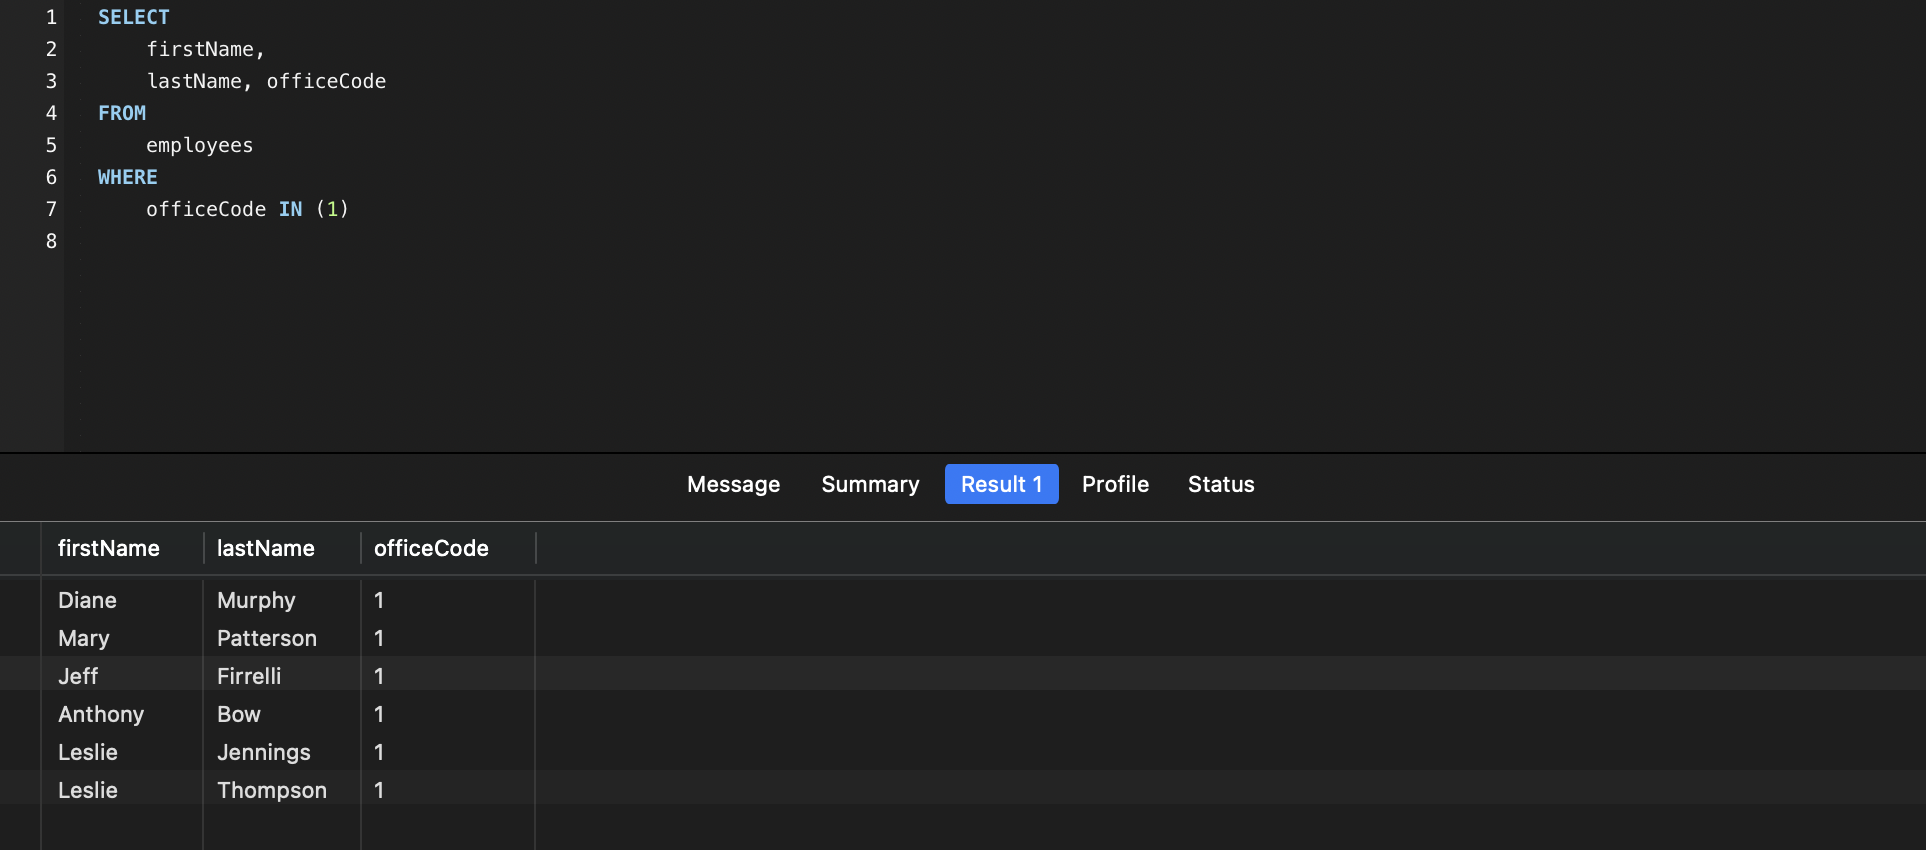 1 SELECT
2 firstName,
3 lastName, officeCode
4 FROM
5 employees
6 WHERE
7 officeCode IN (1)
8
Message Summary Result 1 Profile Status
firstName lastName officeCode
Diane Murphy 1
Mary Patterson 1
Jeff Firrelli 1
Anthony Bow 1
Leslie Jennings 1
Leslie Thompson 1